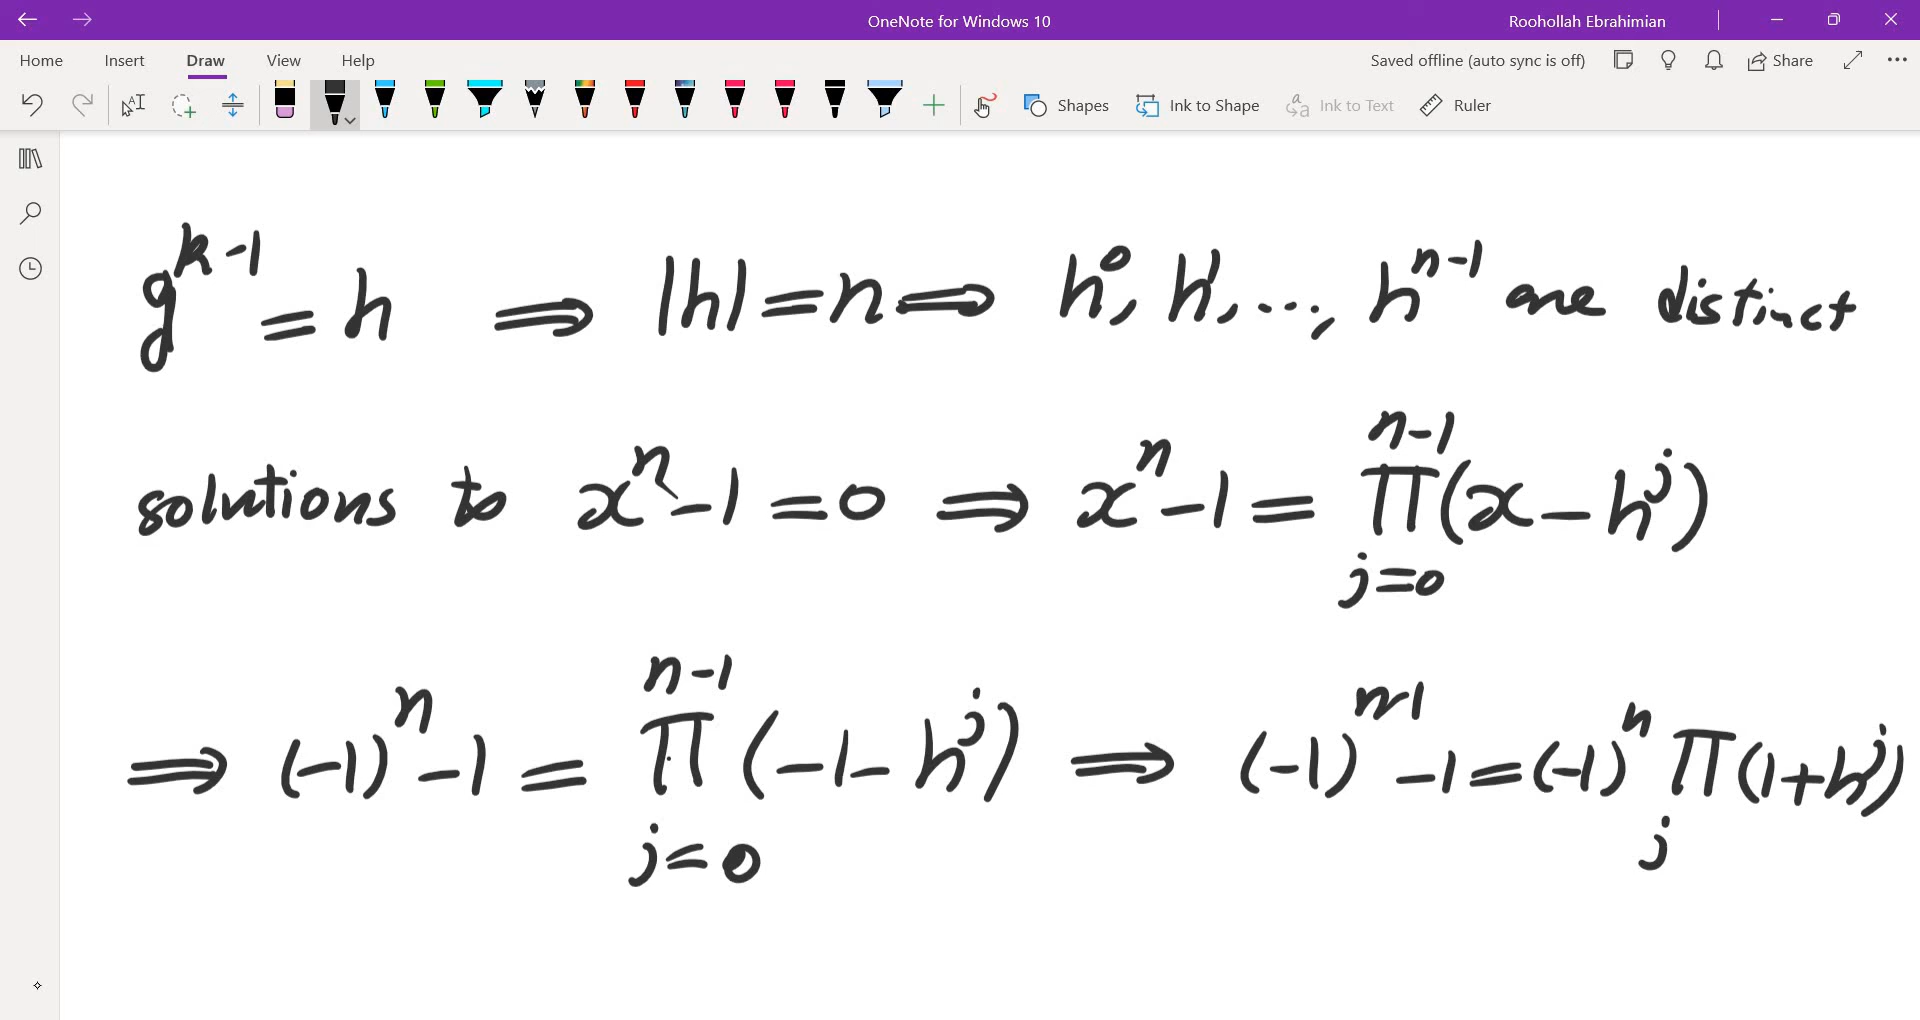 OneNote for Windows 10
Roohollah Ebrahimian
Home Insert Draw View Help
Saved offline (auto sync is off) Share
Shapes Ink to Shape Ink to Text Ruler
g^{k-1} = h ⟹ |h| = n ⟹ h^0, h^1, ..., h^{n-1} are distinct
solutions to x^n - 1 = 0 ⟹ x^n - 1 = ∏_{j=0}^{n-1} (x - h^j)
⟹ (-1)^n - 1 = ∏_{j=0}^{n-1} (-1 - h^j) ⟹ (-1)^{n-1} - 1 = (-1)^n ∏_j (1 + h^j)